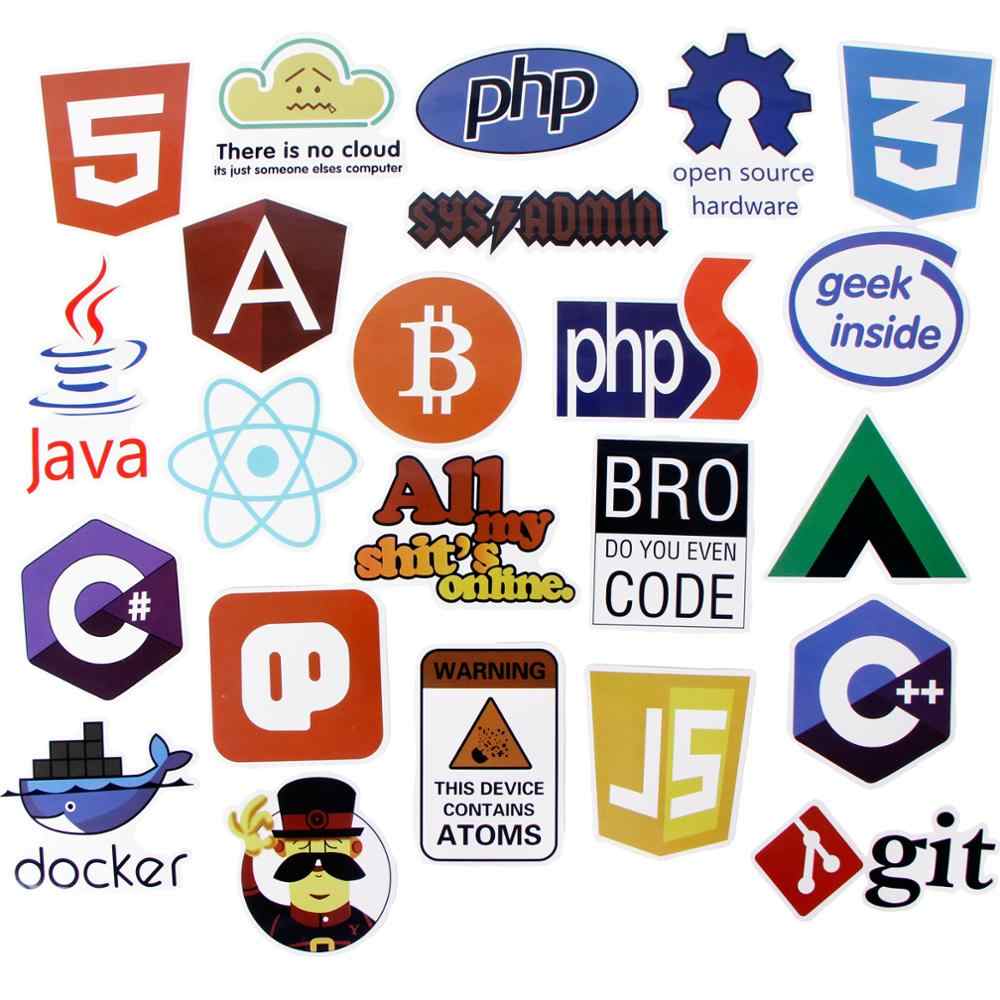 5
There is no cloud
its just someone elses computer
php
open source
hardware
3
SYS ADMIN
A
B
phpS
geek
inside
Java
All
my
shit's
online.
BRO
DO YOU EVEN
CODE
C#
WARNING
THIS DEVICE
CONTAINS
ATOMS
JS
C++
docker
Y
git